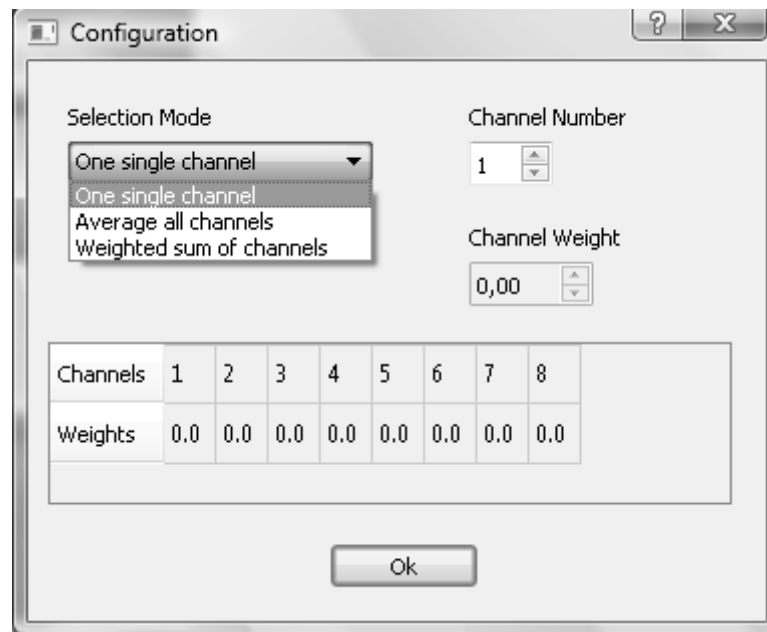 Configuration
Selection Mode
Channel Number
One single channel
1
One single channel
Average all channels
Weighted sum of channels
Channel Weight
0,00
Channels 1 2 3 4 5 6 7 8
Weights 0.0 0.0 0.0 0.0 0.0 0.0 0.0 0.0
Ok